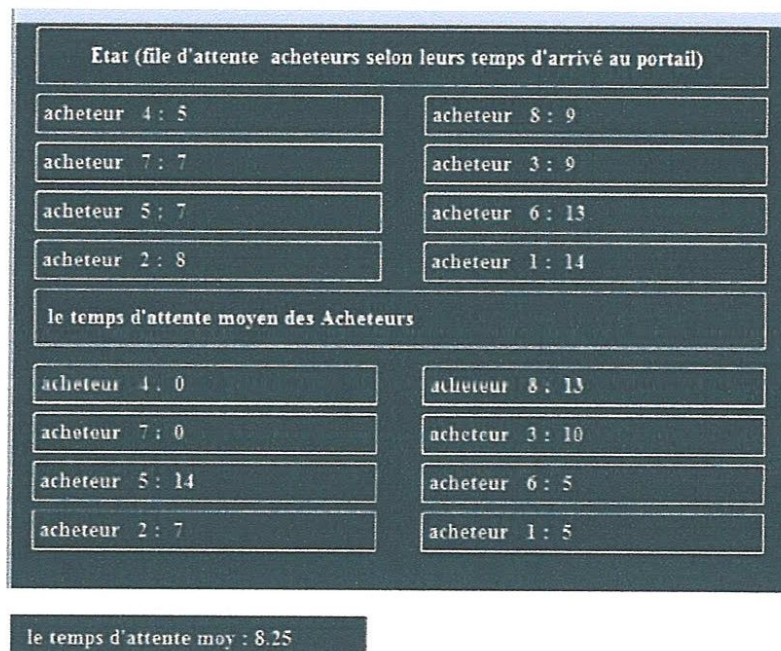 Etat (file d'attente acheteurs selon leurs temps d'arrivé au portail)
acheteur 4 : 5
acheteur 8 : 9
acheteur 7 : 7
acheteur 3 : 9
acheteur 5 : 7
acheteur 6 : 13
acheteur 2 : 8
acheteur 1 : 14
le temps d'attente moyen des Acheteurs
acheteur 4 : 0
acheteur 8 : 13
acheteur 7 : 0
acheteur 3 : 10
acheteur 5 : 14
acheteur 6 : 5
acheteur 2 : 7
acheteur 1 : 5
le temps d'attente moy : 8.25